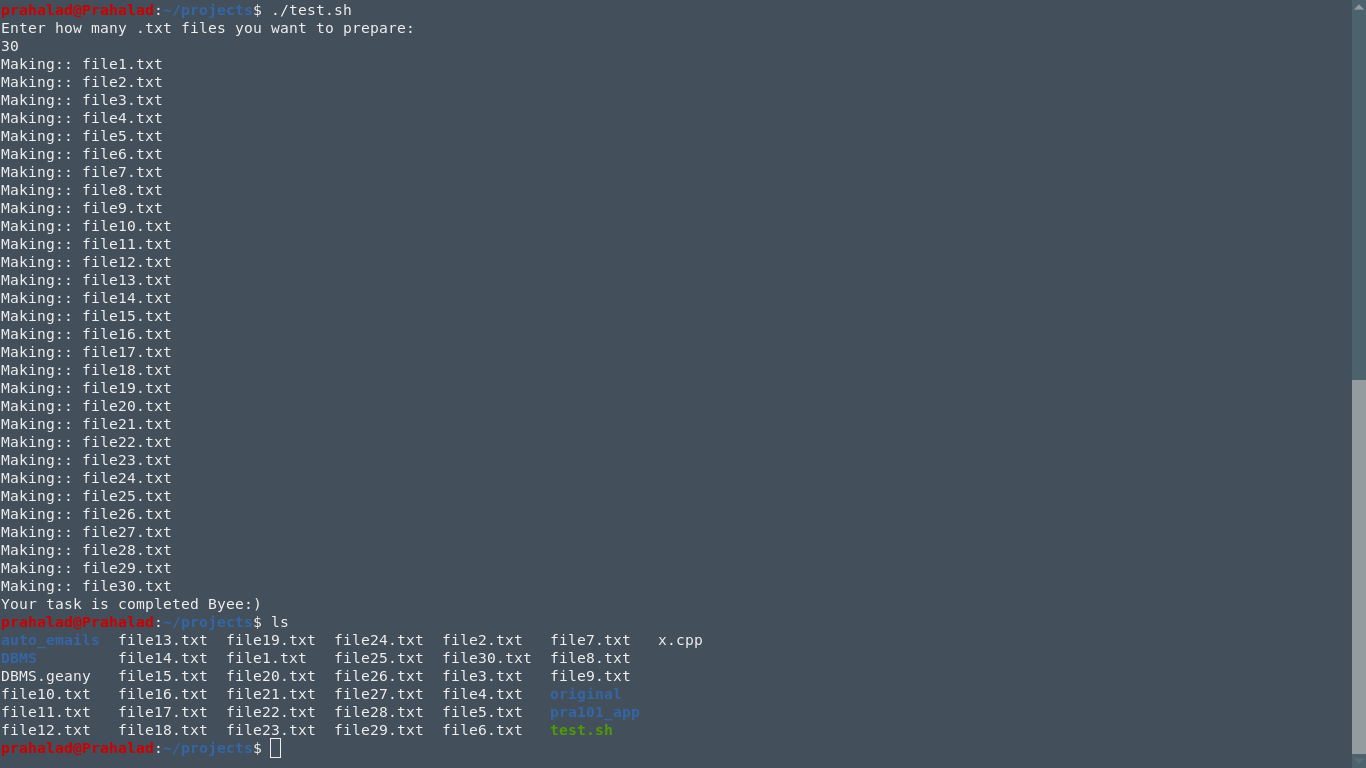 prahalad@Prahalad:~/projects$ ./test.sh
Enter how many .txt files you want to prepare:
30
Making:: file1.txt
Making:: file2.txt
Making:: file3.txt
Making:: file4.txt
Making:: file5.txt
Making:: file6.txt
Making:: file7.txt
Making:: file8.txt
Making:: file9.txt
Making:: file10.txt
Making:: file11.txt
Making:: file12.txt
Making:: file13.txt
Making:: file14.txt
Making:: file15.txt
Making:: file16.txt
Making:: file17.txt
Making:: file18.txt
Making:: file19.txt
Making:: file20.txt
Making:: file21.txt
Making:: file22.txt
Making:: file23.txt
Making:: file24.txt
Making:: file25.txt
Making:: file26.txt
Making:: file27.txt
Making:: file28.txt
Making:: file29.txt
Making:: file30.txt
Your task is completed Byee:)
prahalad@Prahalad:~/projects$ ls
auto_emails  file13.txt  file19.txt  file24.txt  file2.txt   file7.txt   x.cpp
DBMS         file14.txt  file1.txt   file25.txt  file30.txt  file8.txt
DBMS.geany   file15.txt  file20.txt  file26.txt  file3.txt   file9.txt
file10.txt   file16.txt  file21.txt  file27.txt  file4.txt   original
file11.txt   file17.txt  file22.txt  file28.txt  file5.txt   pra101_app
file12.txt   file18.txt  file23.txt  file29.txt  file6.txt   test.sh
prahalad@Prahalad:~/projects$